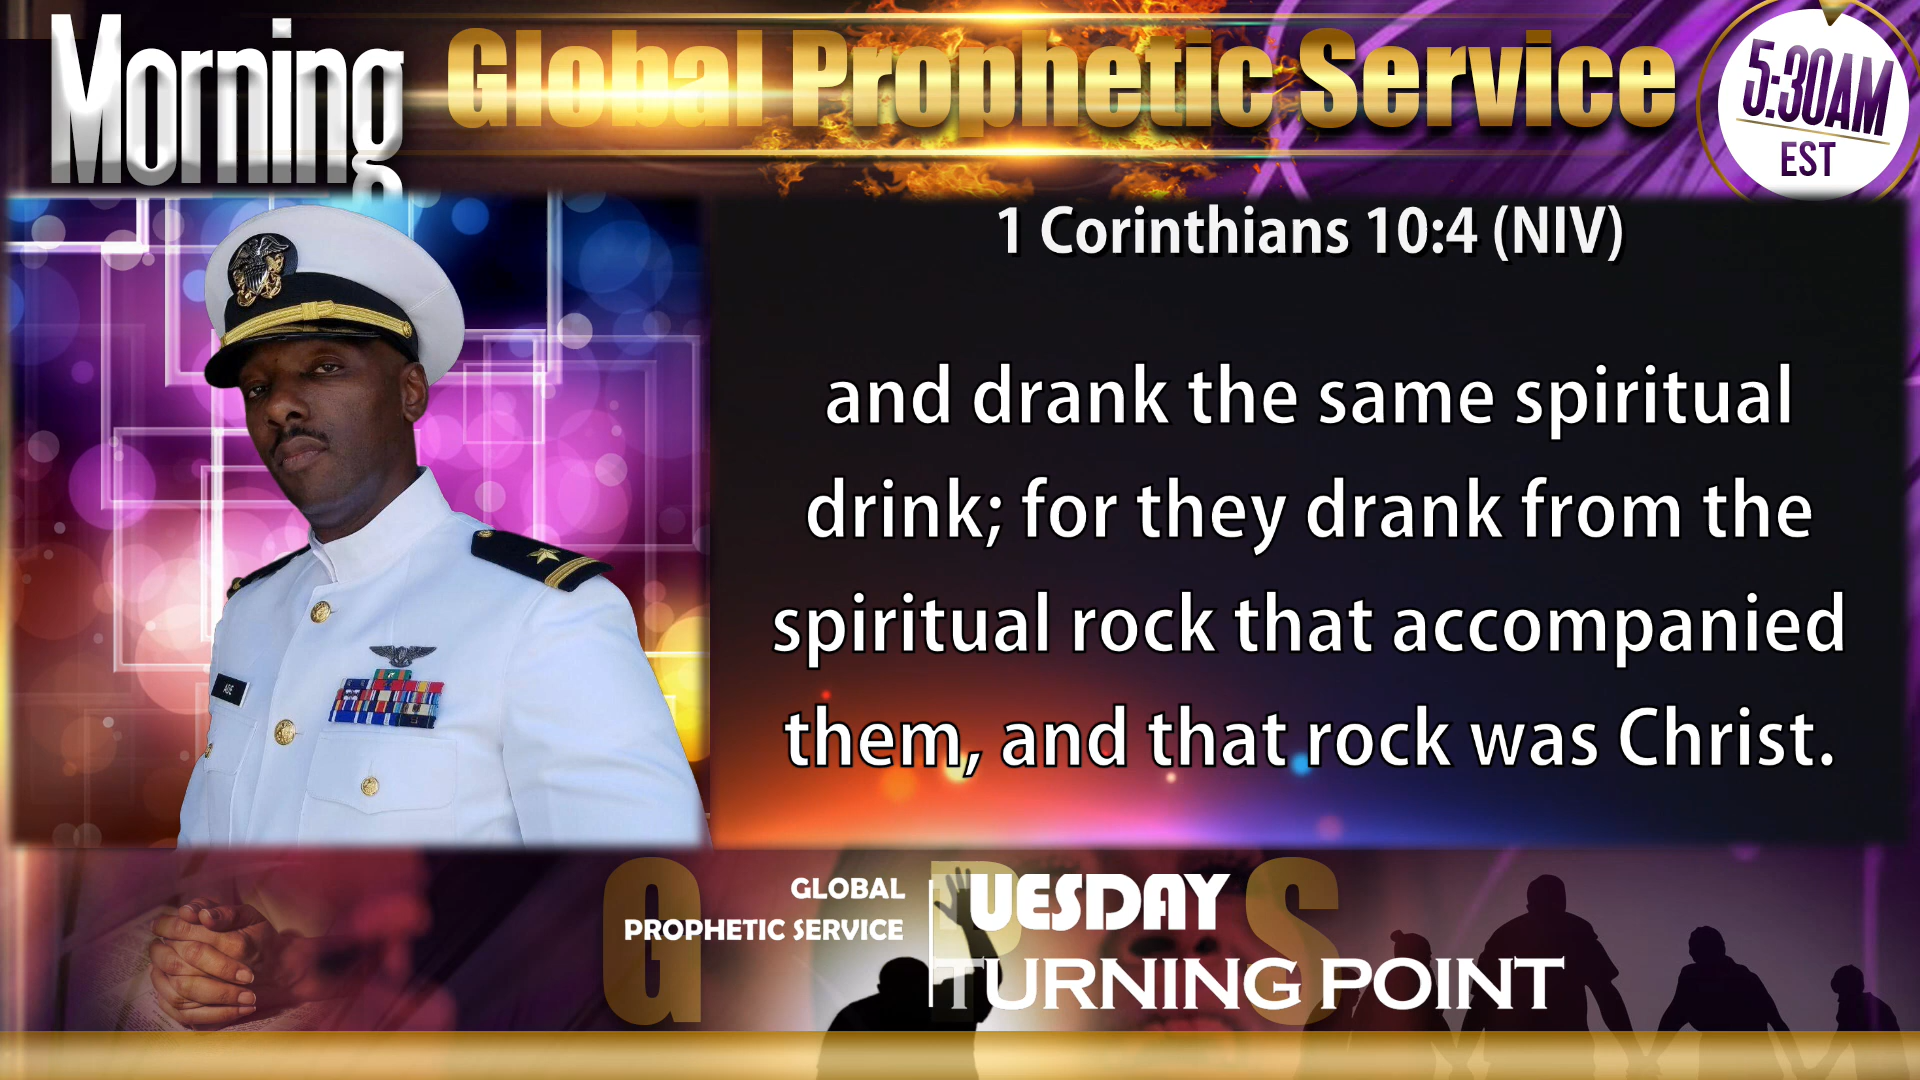 Morning
Global Prophetic Service
5:30AM
EST
1 Corinthians 10:4 (NIV)
and drank the same spiritual
drink; for they drank from the
spiritual rock that accompanied
them, and that rock was Christ.
G P S
GLOBAL
PROPHETIC SERVICE
TUESDAY
TURNING POINT